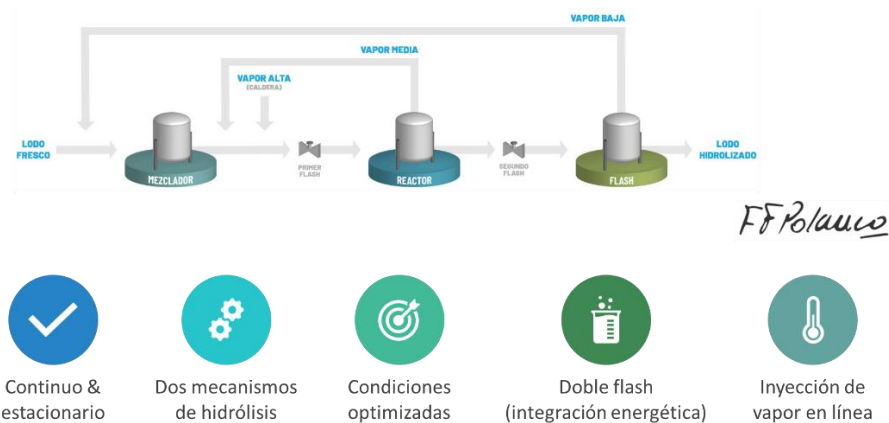 VAPOR BAJA
VAPOR MEDIA
VAPOR ALTA
(CALDERA)
LODO
FRESCO
MEZCLADOR
PRIMER
FLASH
REACTOR
SEGUNDO
FLASH
FLASH
LODO
HIDROLIZADO
FFPolanco
Continuo &
estacionario
Dos mecanismos
de hidrólisis
Condiciones
optimizadas
Doble flash
(integración energética)
Inyección de
vapor en línea